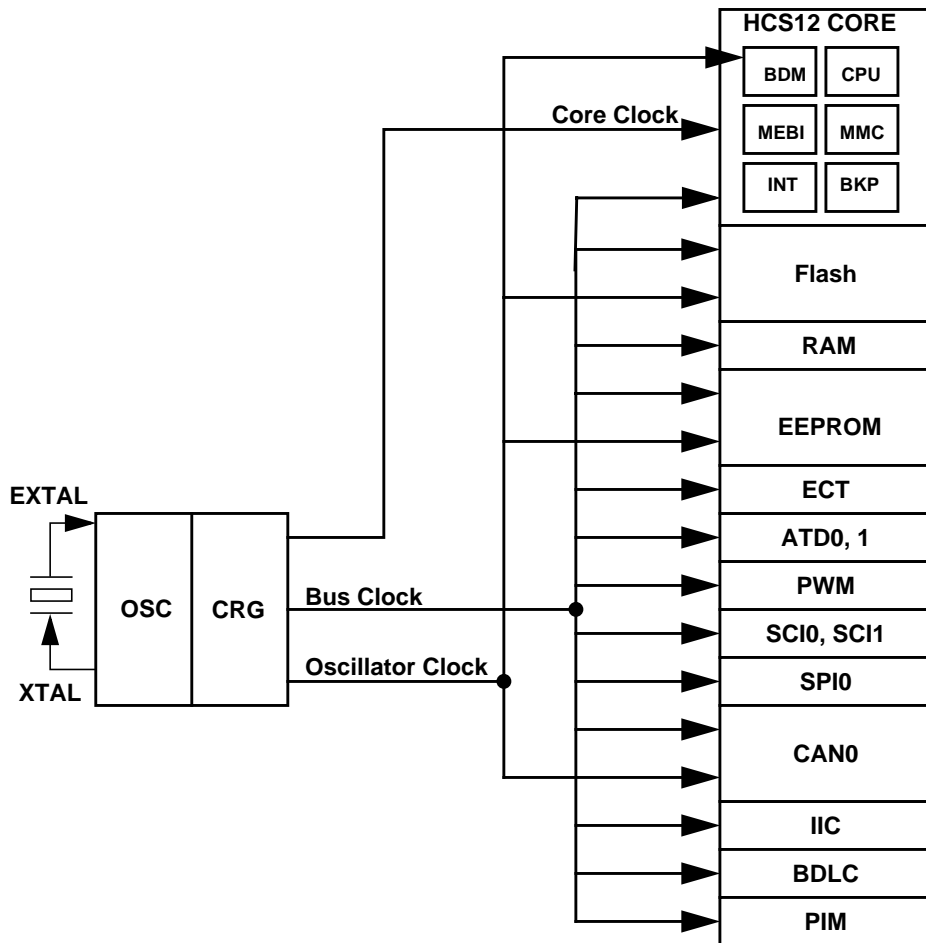 HCS12 CORE
BDM
CPU
Core Clock
MEBI
MMC
INT
BKP
Flash
RAM
EEPROM
EXTAL
ECT
ATD0, 1
OSC
CRG
Bus Clock
PWM
SCI0, SCI1
Oscillator Clock
XTAL
SPI0
CAN0
IIC
BDLC
PIM